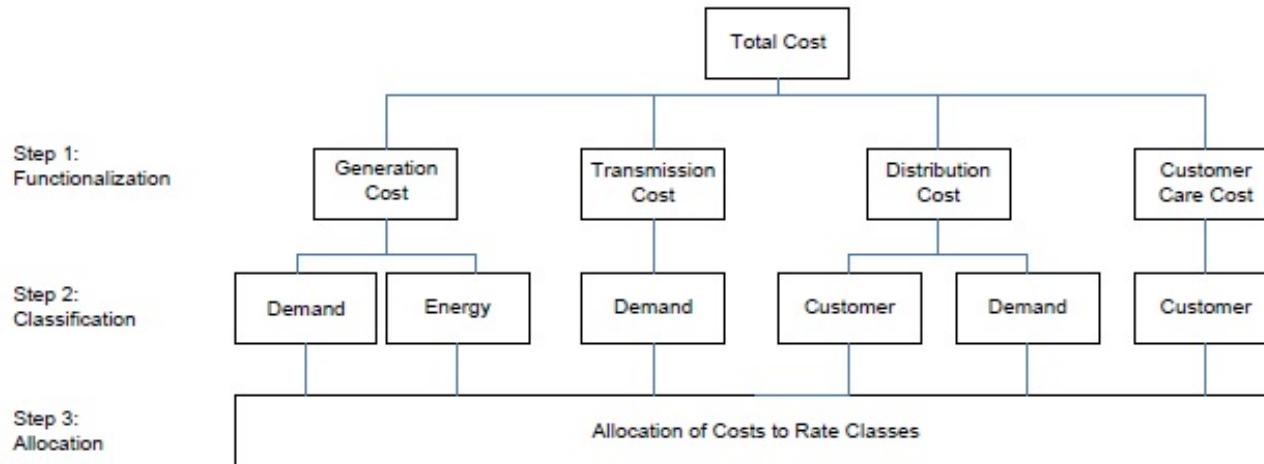 Total Cost
Step 1:
Functionalization
Generation
Cost
Transmission
Cost
Distribution
Cost
Customer
Care Cost
Step 2:
Classification
Demand
Energy
Demand
Customer
Demand
Customer
Step 3:
Allocation
Allocation of Costs to Rate Classes